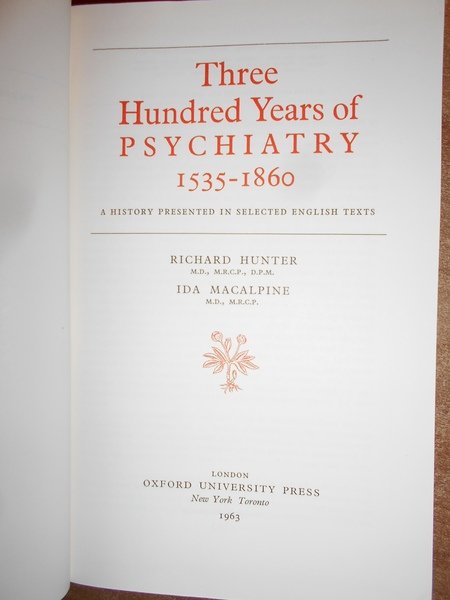 Three
Hundred Years of
PSYCHIATRY
1535-1860
A HISTORY PRESENTED IN SELECTED ENGLISH TEXTS
RICHARD HUNTER
M.D., M.R.C.P., D.P.M.
IDA MACALPINE
M.D., M.R.C.P.
LONDON
OXFORD UNIVERSITY PRESS
New York Toronto
1963